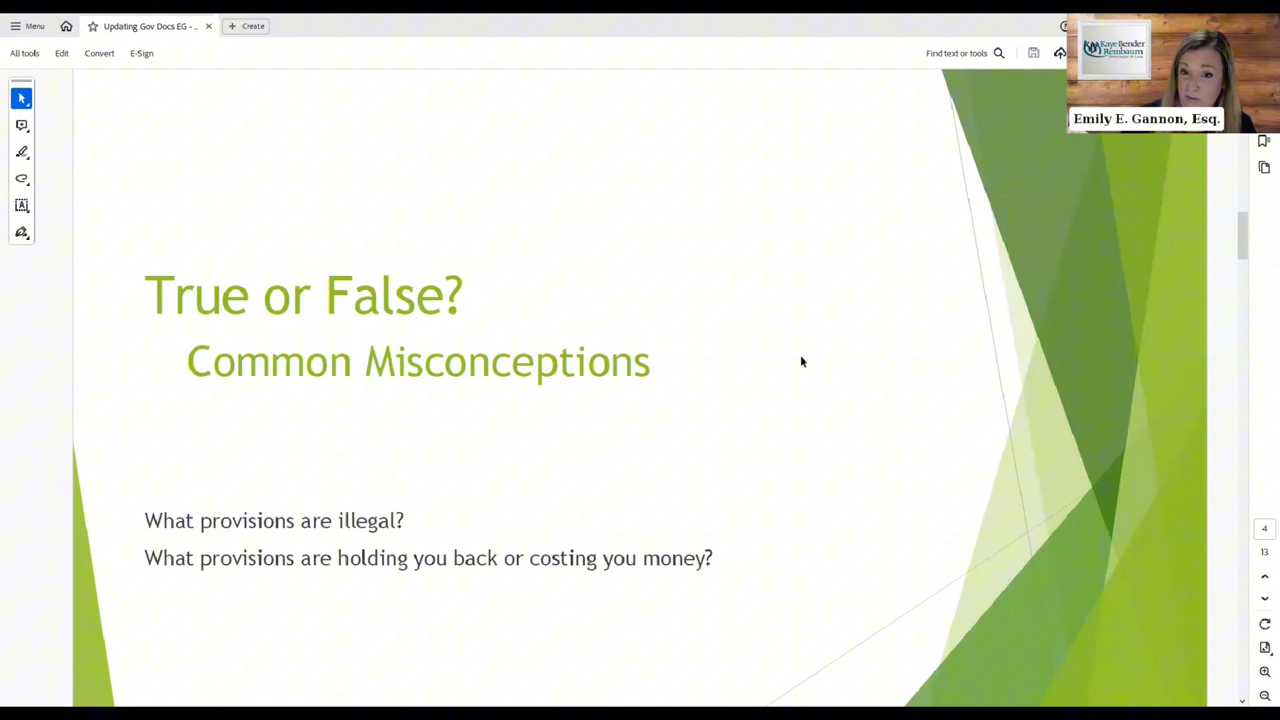 Menu
Updating Gov Docs EG - ..
Create
All tools
Edit
Convert
E-Sign
Find text or tools
Kaye Bender
Rembaum
Emily E. Gannon, Esq.
True or False?
Common Misconceptions
What provisions are illegal?
What provisions are holding you back or costing you money?
4
13